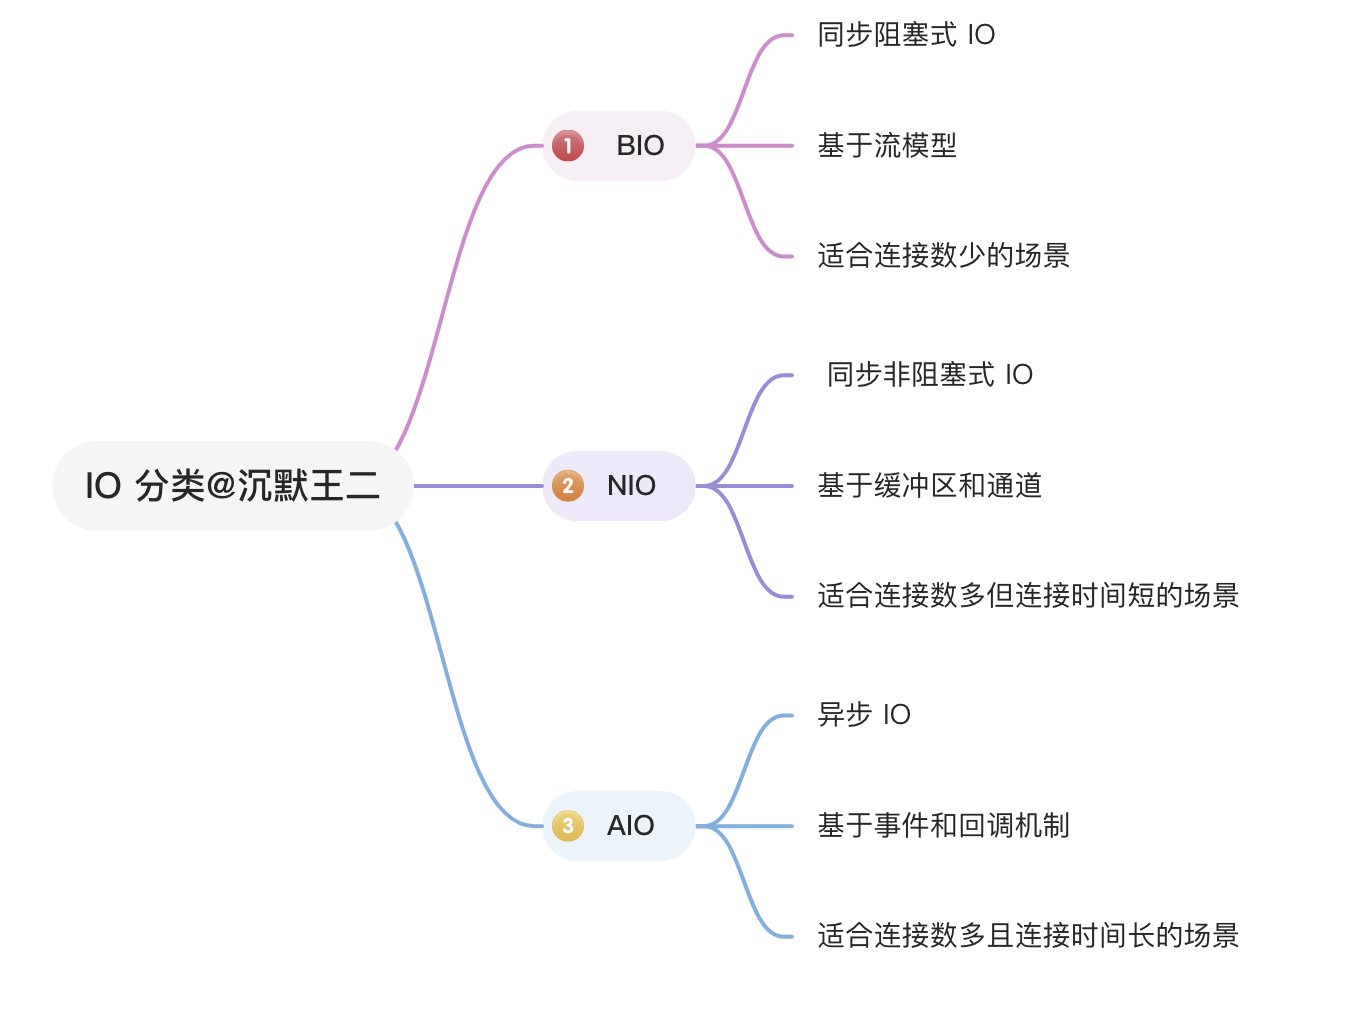 IO 分类@沉默王二
1 BIO
同步阻塞式 IO
基于流模型
适合连接数少的场景
2 NIO
同步非阻塞式 IO
基于缓冲区和通道
适合连接数多但连接时间短的场景
3 AIO
异步 IO
基于事件和回调机制
适合连接数多且连接时间长的场景